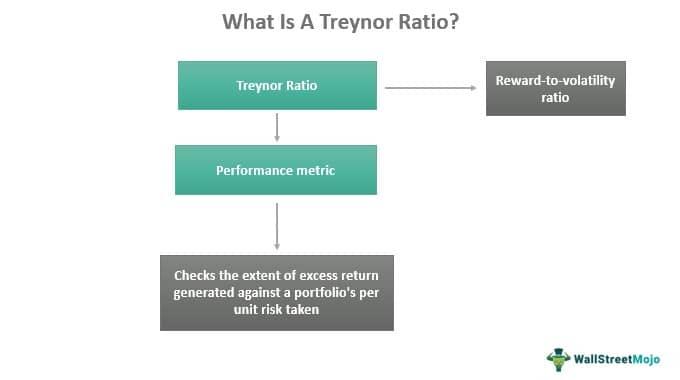 What Is A Treynor Ratio?
Treynor Ratio
Reward-to-volatility
ratio
Performance metric
Checks the extent of excess return
generated against a portfolio's per
unit risk taken
WallStreetMojo